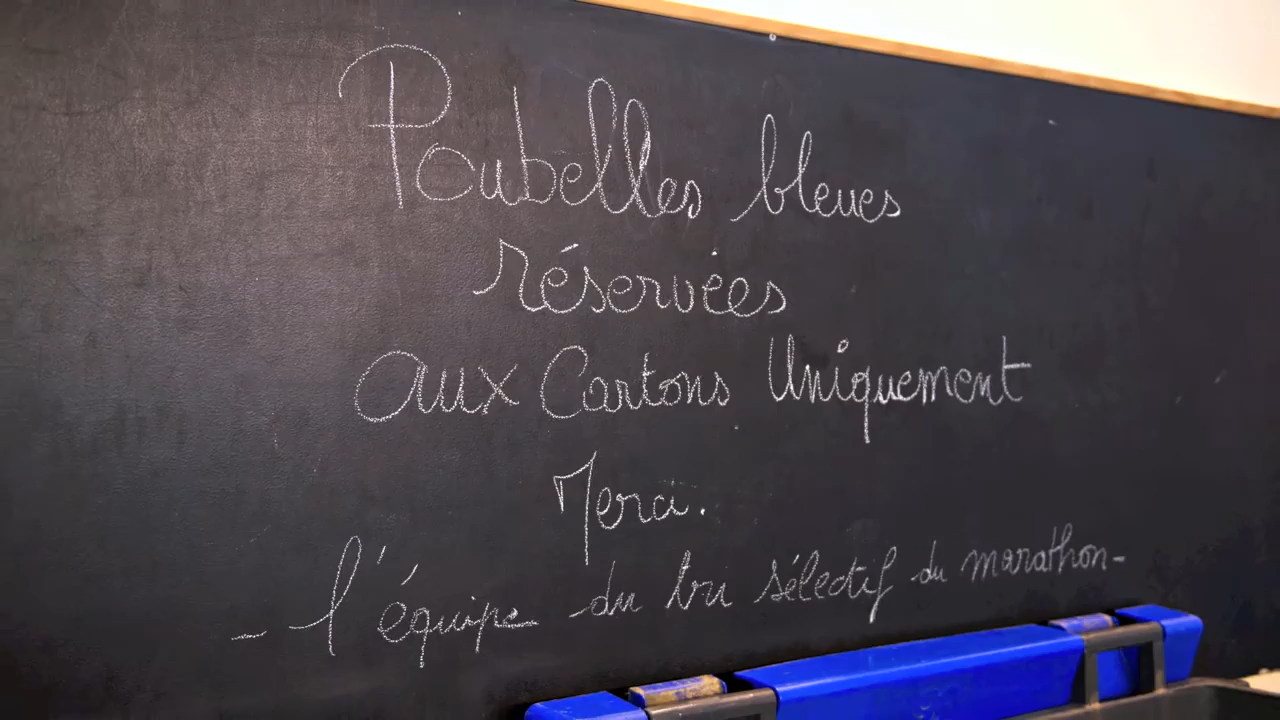 Poubelles bleues
réservées
aux Cartons Uniquement
Merci.
- l'équipe du tri sélectif du marathon -